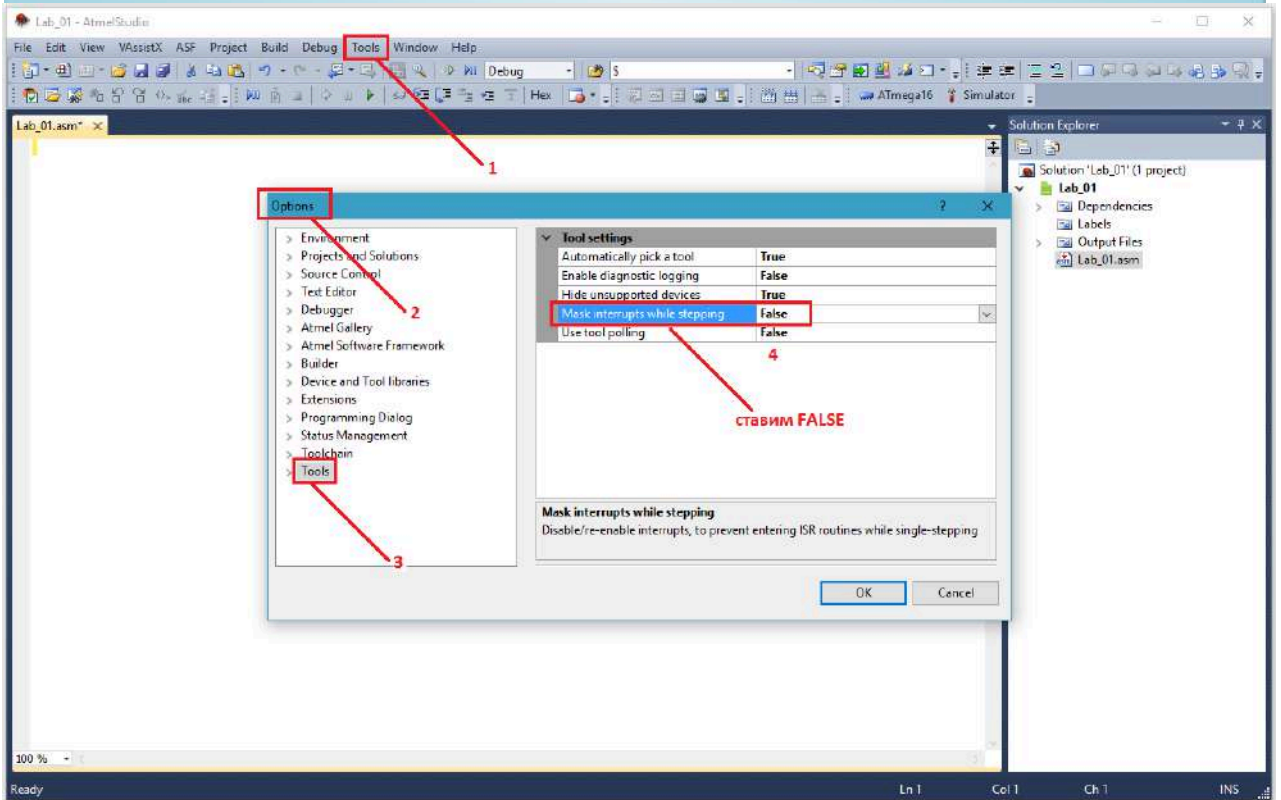 Lab_01 - AtmelStudio
File Edit View VAssistX ASF Project Build Debug Tools Window Help
Debug S
Hex ATmega16 Simulator
Lab_01.asm*
Solution Explorer
1
Solution 'Lab_01' (1 project)
Lab_01
Dependencies
Labels
Output Files
Lab_01.asm
Options
Environment
Projects and Solutions
Source Control
Text Editor
Debugger
2
Atmel Gallery
Atmel Software Framework
Builder
Device and Tool libraries
Extensions
Programming Dialog
Status Management
Toolchain
Tools
3
Tool settings
Automatically pick a tool True
Enable diagnostic logging False
Hide unsupported devices True
Mask interrupts while stepping False
Use tool polling False
4
ставим FALSE
Mask interrupts while stepping
Disable/re-enable interrupts, to prevent entering ISR routines while single-stepping
OK Cancel
100 %
Ready Ln 1 Col 1 Ch 1 INS